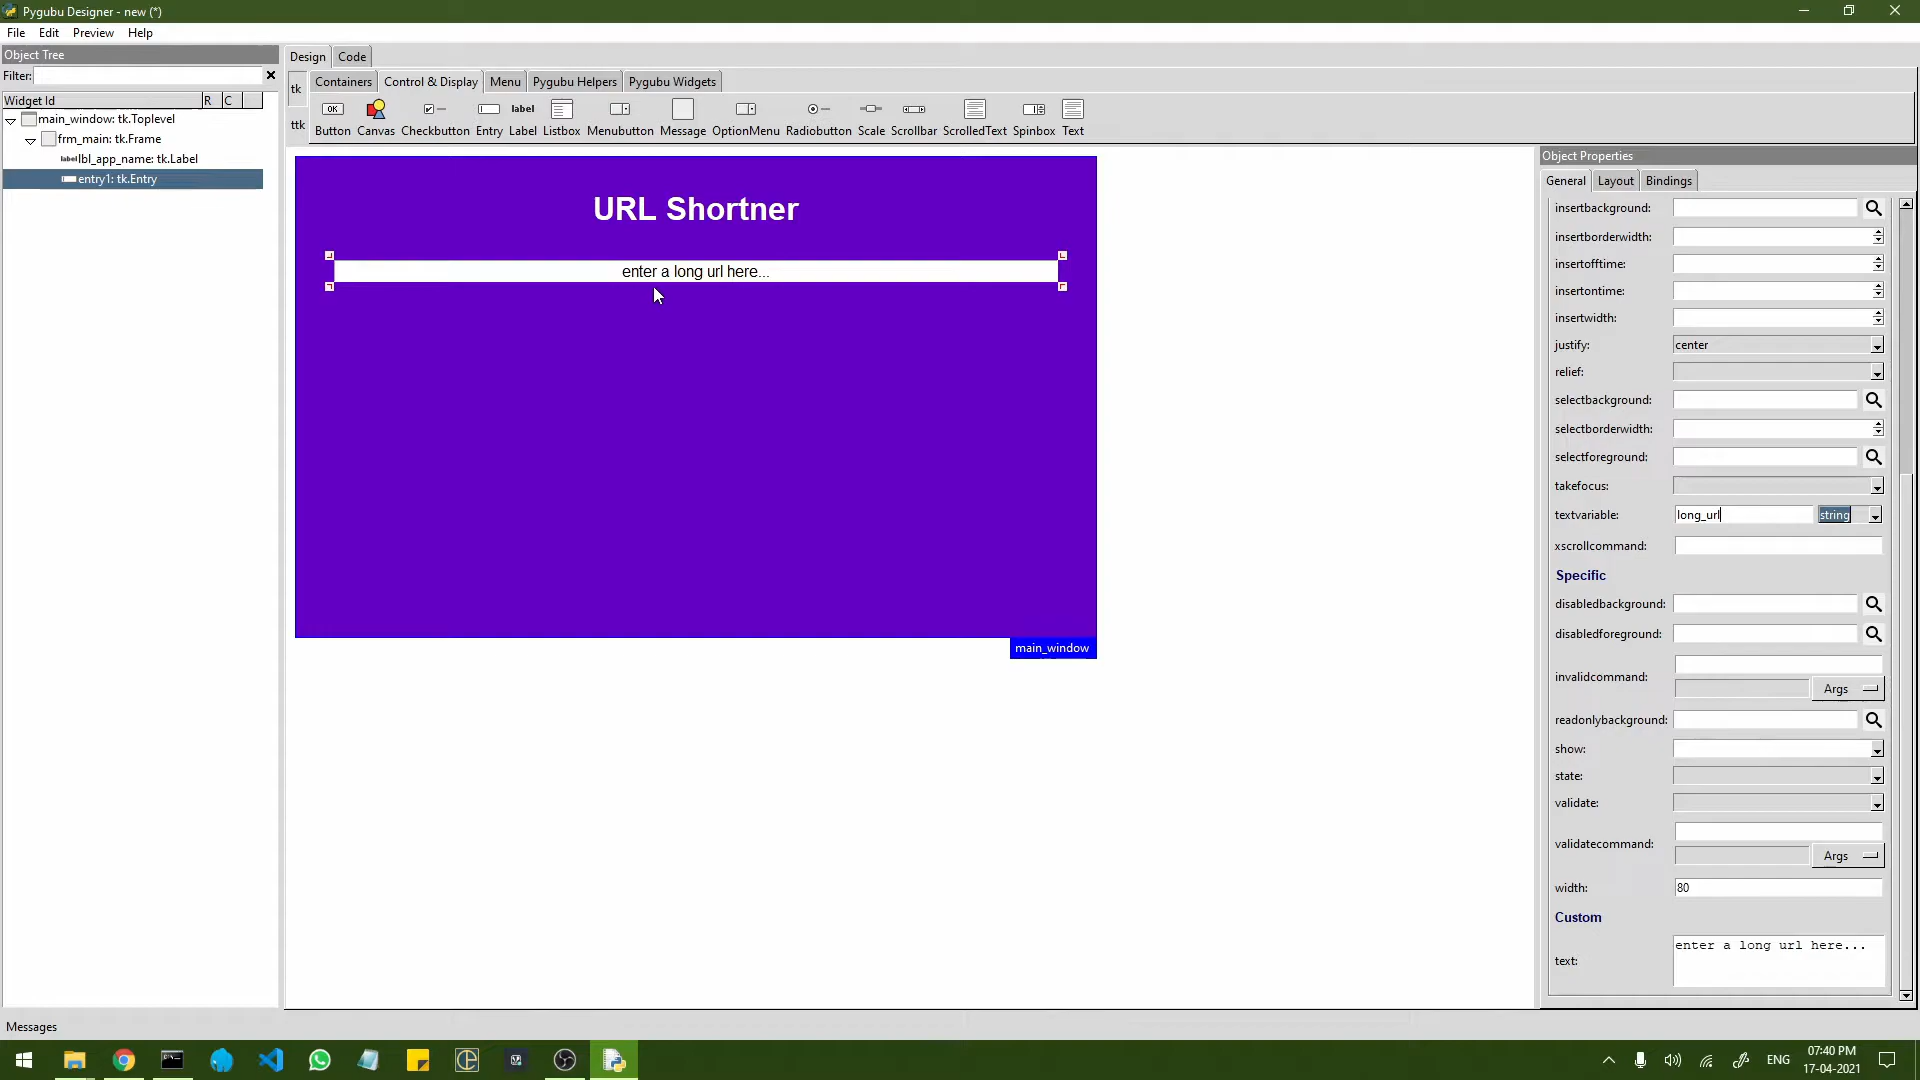 Pygubu Designer - new (*)
File Edit Preview Help
Object Tree
Filter:
Widget Id R C
main_window: tk.Toplevel
frm_main: tk.Frame
label lbl_app_name: tk.Label
entry1: tk.Entry
Design Code
tk
ttk
Containers Control & Display Menu Pygubu Helpers Pygubu Widgets
OK label
Button Canvas Checkbutton Entry Label Listbox Menubutton Message OptionMenu Radiobutton Scale Scrollbar ScrolledText Spinbox Text
URL Shortner
enter a long url here...
main_window
Object Properties
General Layout Bindings
insertbackground:
insertborderwidth:
insertofftime:
insertontime:
insertwidth:
justify: center
relief:
selectbackground:
selectborderwidth:
selectforeground:
takefocus:
textvariable: long_url string
xscrollcommand:
Specific
disabledbackground:
disabledforeground:
invalidcommand:
Args
readonlybackground:
show:
state:
validate:
validatecommand:
Args
width: 80
Custom
text: enter a long url here...
Messages
ENG
07:40 PM
17-04-2021